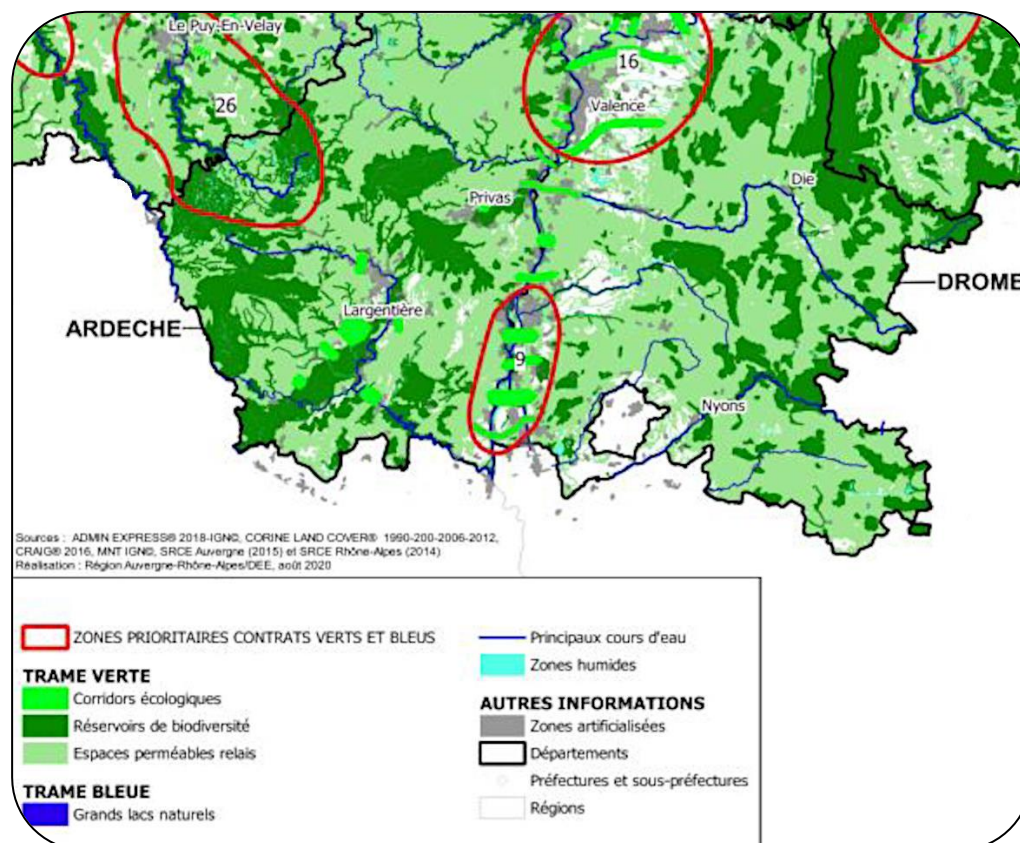 Le Puy-En-Velay
16
26
Valence
Die
Privas
DROME
Largentière
ARDECHE
9
Nyons
Sources : ADMIN EXPRESS® 2018-IGN©, CORINE LAND COVER® 1990-200-2006-2012,
CRAIG® 2016, MNT IGN©, SRCE Auvergne (2015) et SRCE Rhône-Alpes (2014)
Réalisation : Région Auvergne-Rhône-Alpes/DEE, août 2020
ZONES PRIORITAIRES CONTRATS VERTS ET BLEUS
TRAME VERTE
Corridors écologiques
Réservoirs de biodiversité
Espaces perméables relais
TRAME BLEUE
Grands lacs naturels
Principaux cours d'eau
Zones humides
AUTRES INFORMATIONS
Zones artificialisées
Départements
Préfectures et sous-préfectures
Régions